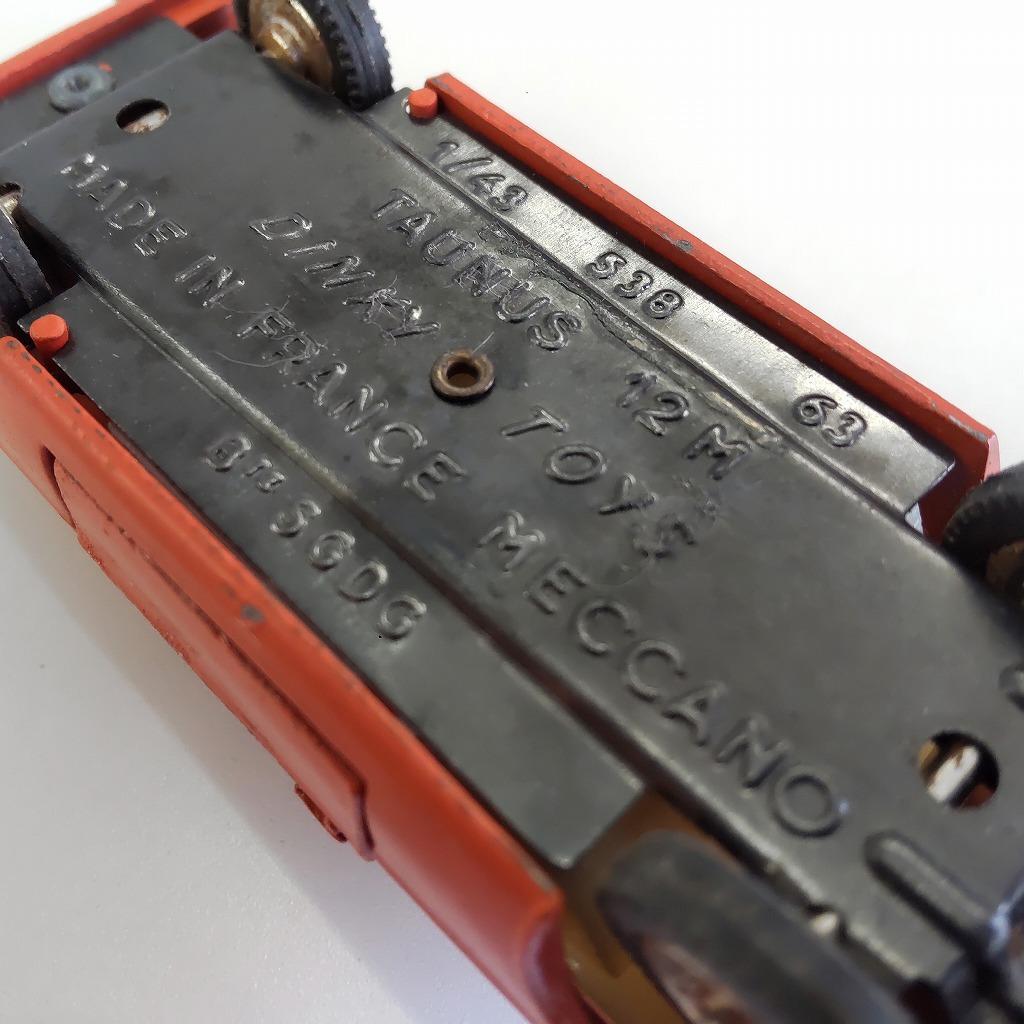 1/43 538 63
TAUNUS 12 M
DINKY TOYS
MADE IN FRANCE MECCANO
Bᵗᵉ SGDG